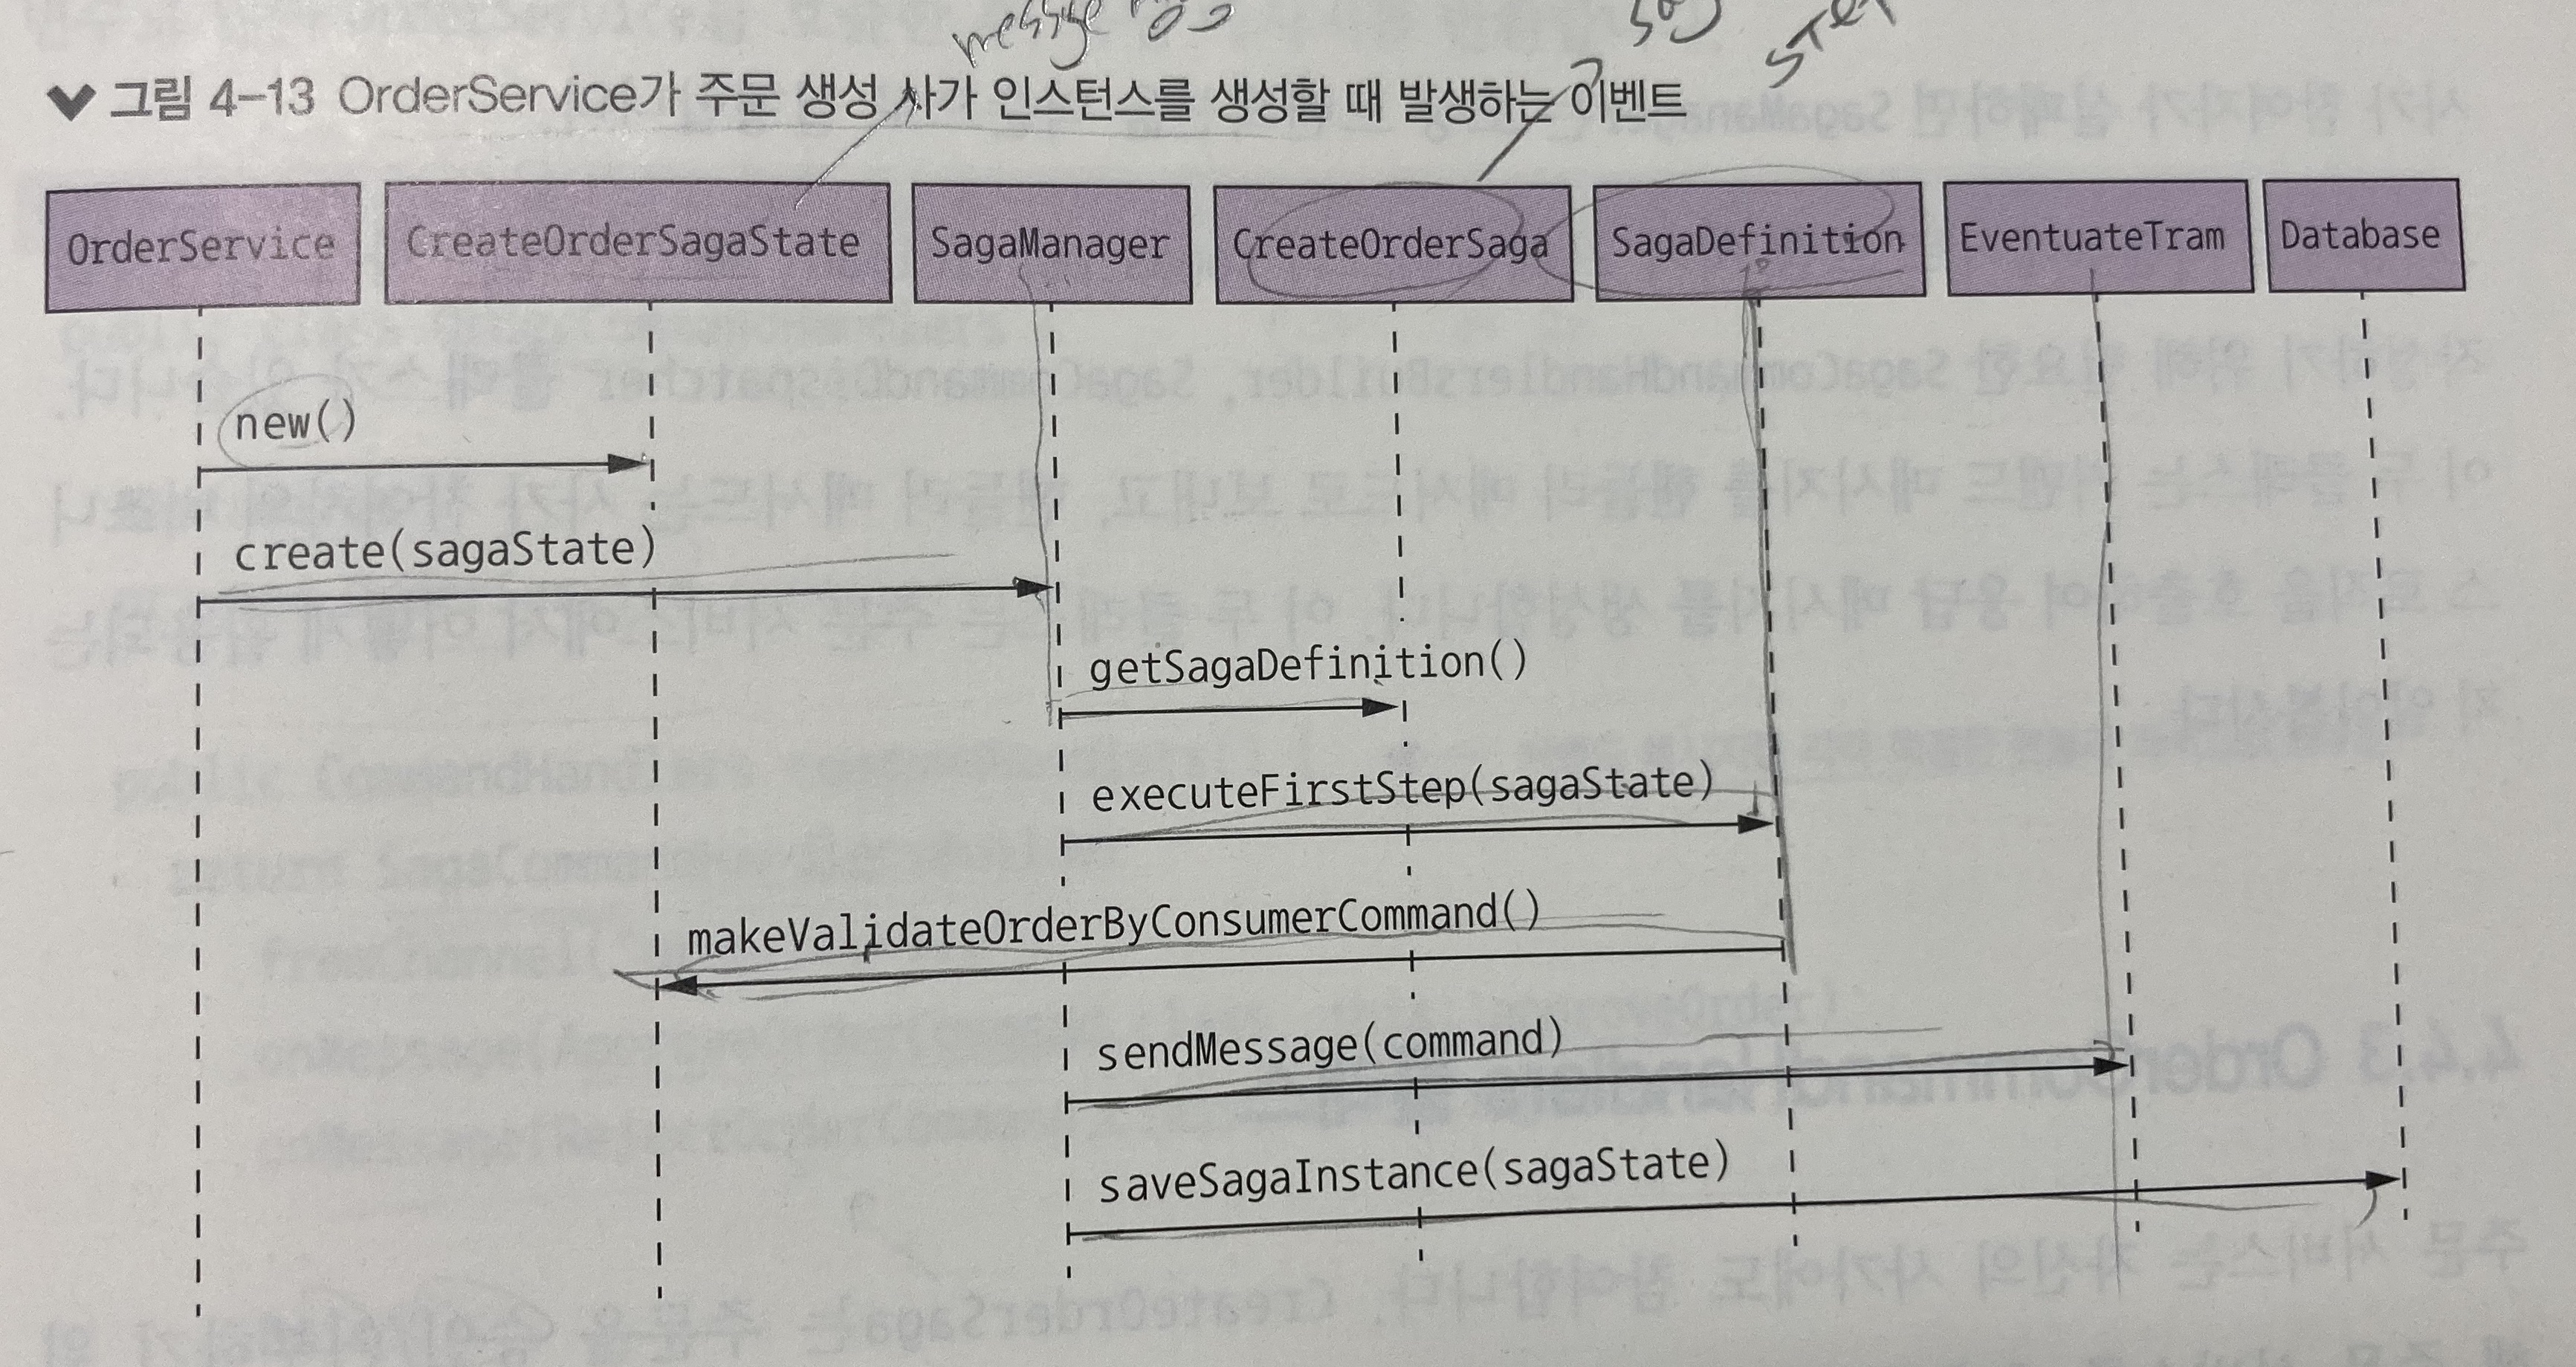 message
그림 4-13 OrderService가 주문 생성 사가 인스턴스를 생성할 때 발생하는 이벤트
OrderService CreateOrderSagaState SagaManager CreateOrderSaga SagaDefinition EventuateTram Database
new()
create(sagaState)
getSagaDefinition()
executeFirstStep(sagaState)
makeValidateOrderByConsumerCommand()
sendMessage(command)
saveSagaInstance(sagaState)